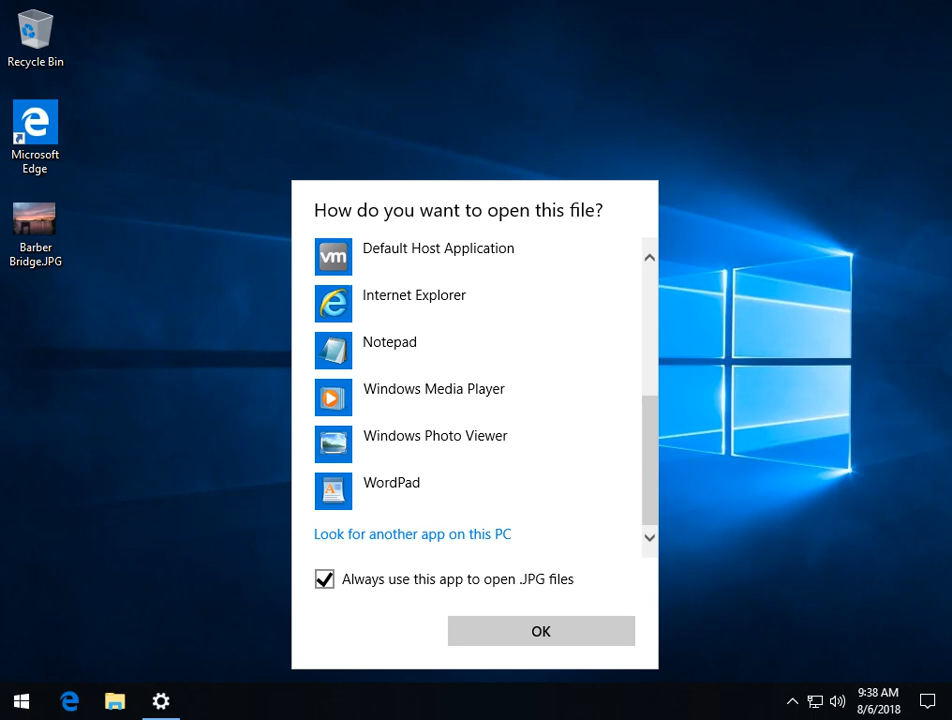 Recycle Bin
Microsoft
Edge
Barber
Bridge.JPG
How do you want to open this file?
vm
Default Host Application
Internet Explorer
Notepad
Windows Media Player
Windows Photo Viewer
WordPad
Look for another app on this PC
Always use this app to open .JPG files
OK
9:38 AM
8/6/2018